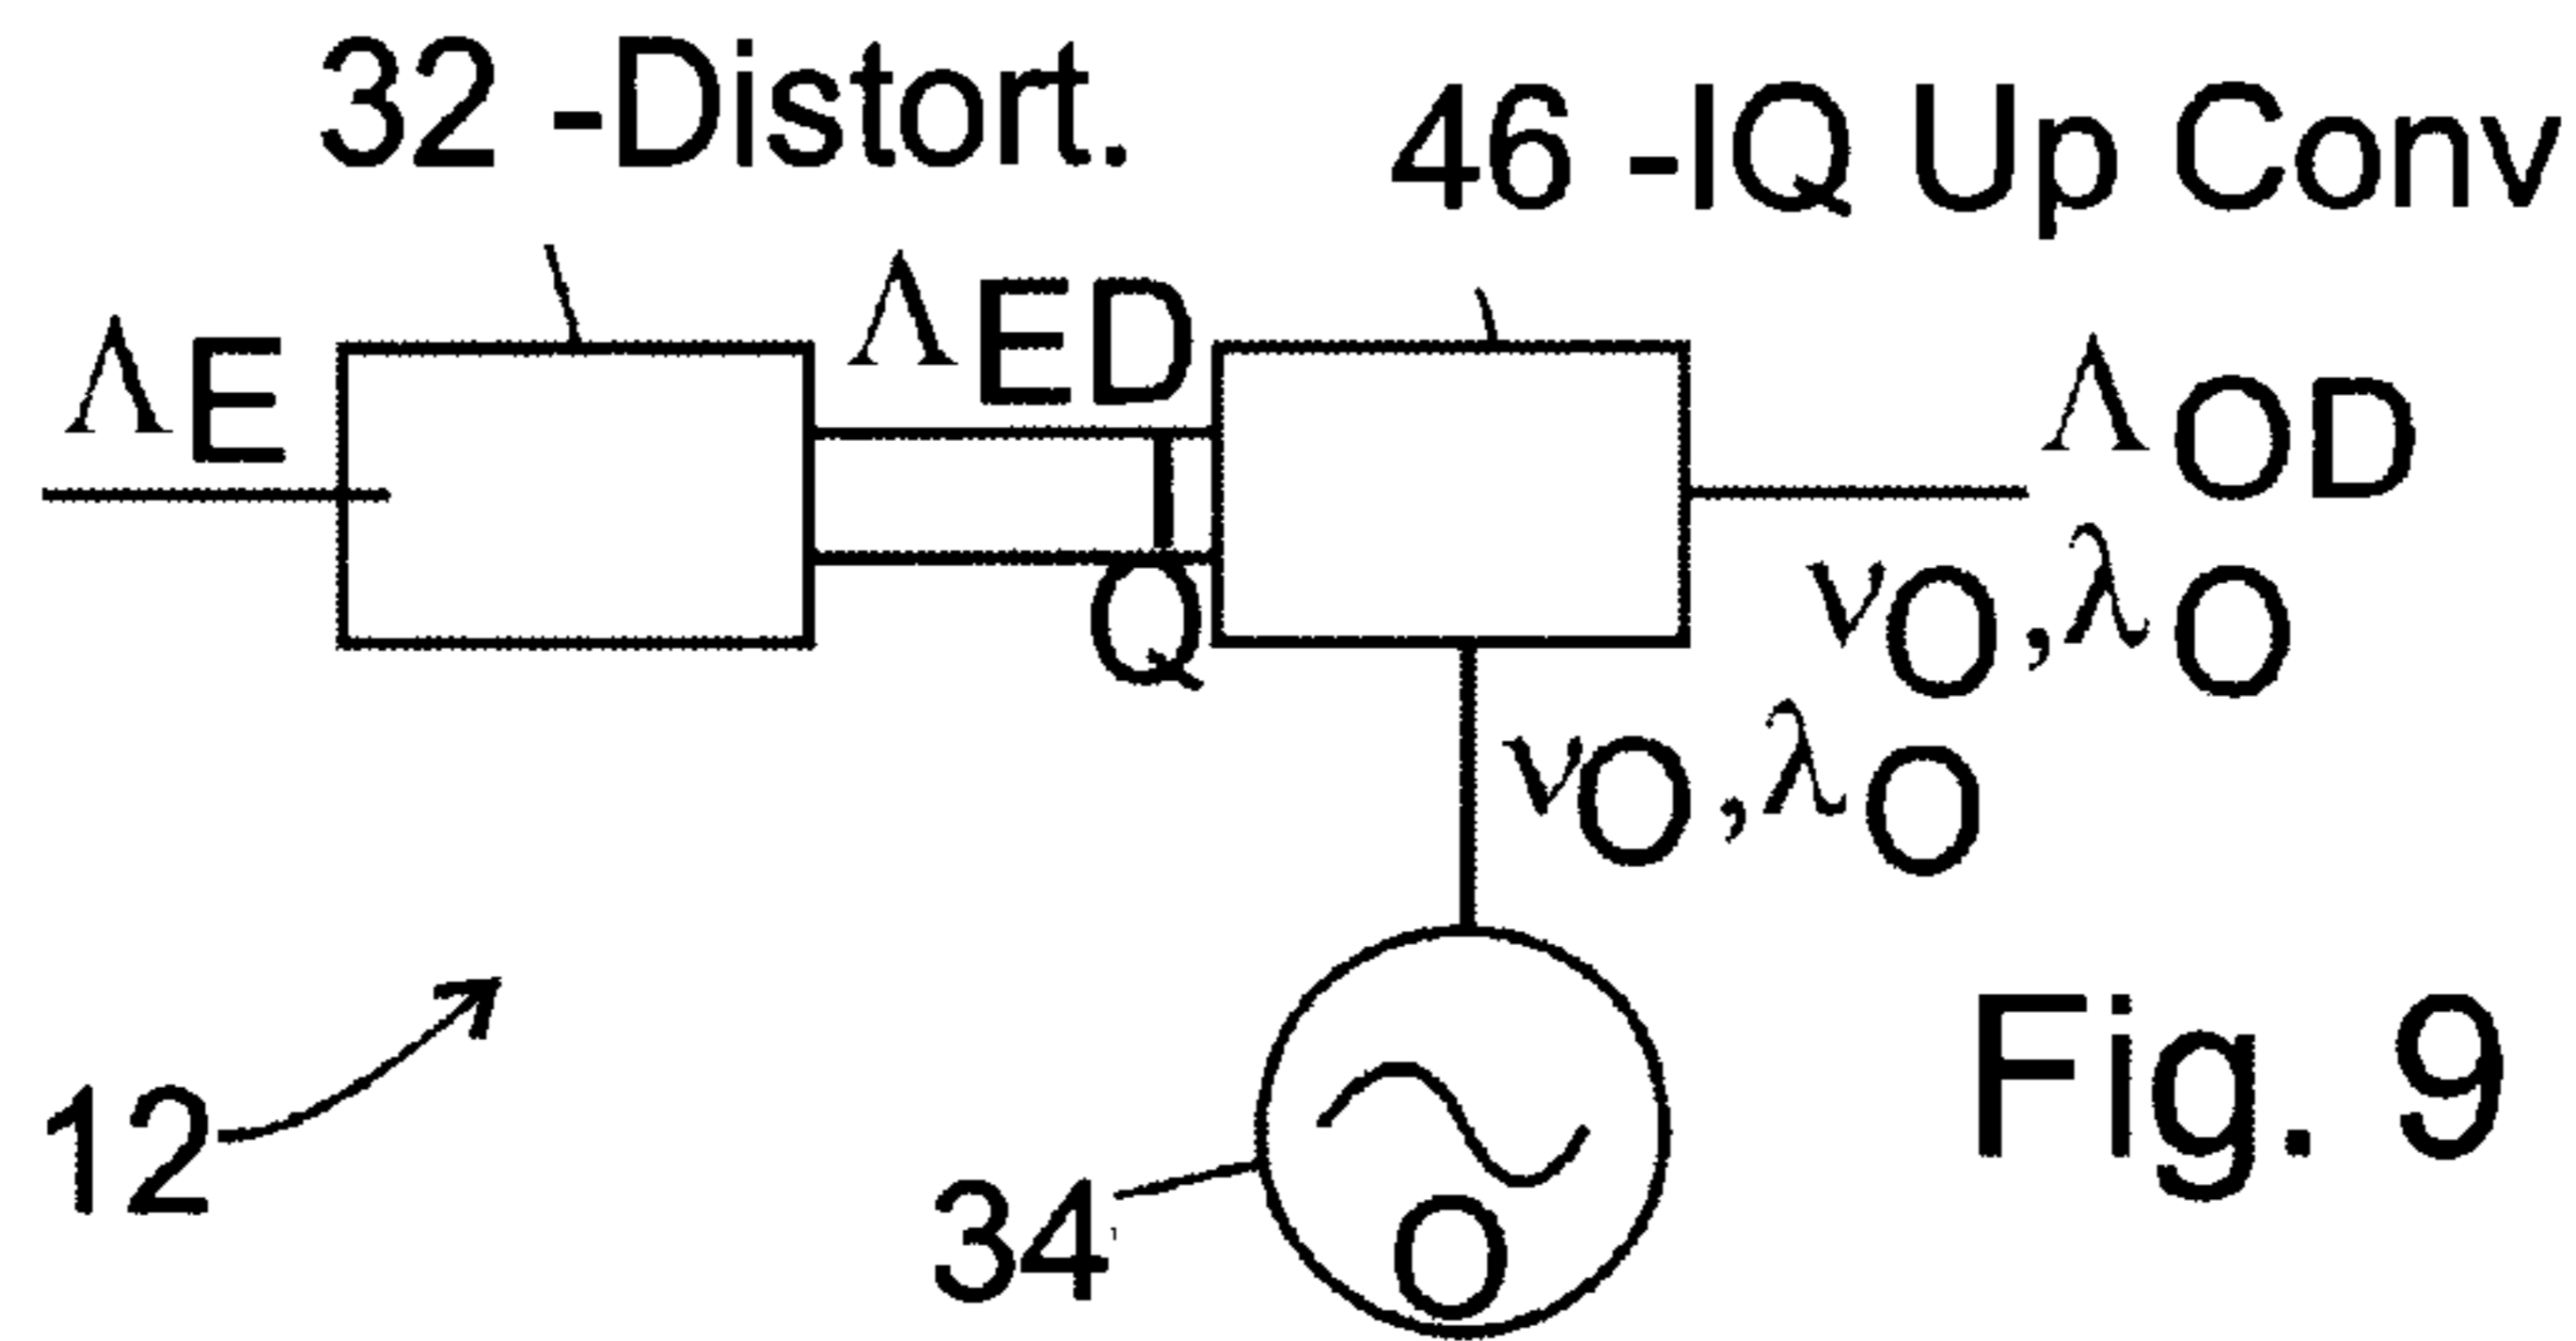 32 -Distort.
46 -IQ Up Conv
ΛE
ΛED
ΛOD
I
Q
νO,λO
νO,λO
12
34
O
Fig. 9